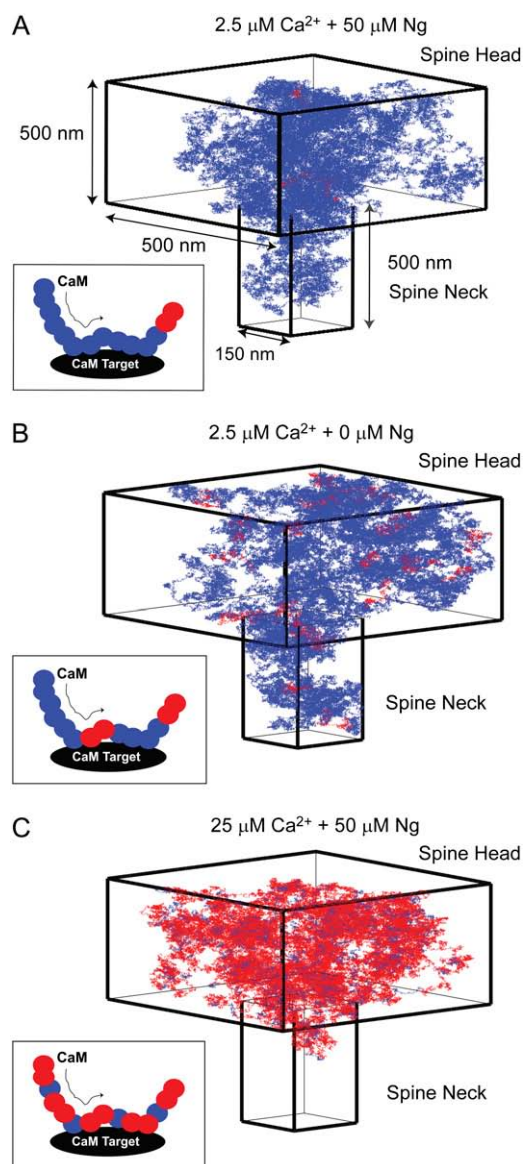 A
2.5 μM Ca²⁺ + 50 μM Ng
Spine Head
500 nm
500 nm
500 nm
Spine Neck
150 nm
CaM
CaM Target
B
2.5 μM Ca²⁺ + 0 μM Ng
Spine Head
CaM
Spine Neck
CaM Target
C
25 μM Ca²⁺ + 50 μM Ng
Spine Head
CaM
Spine Neck
CaM Target